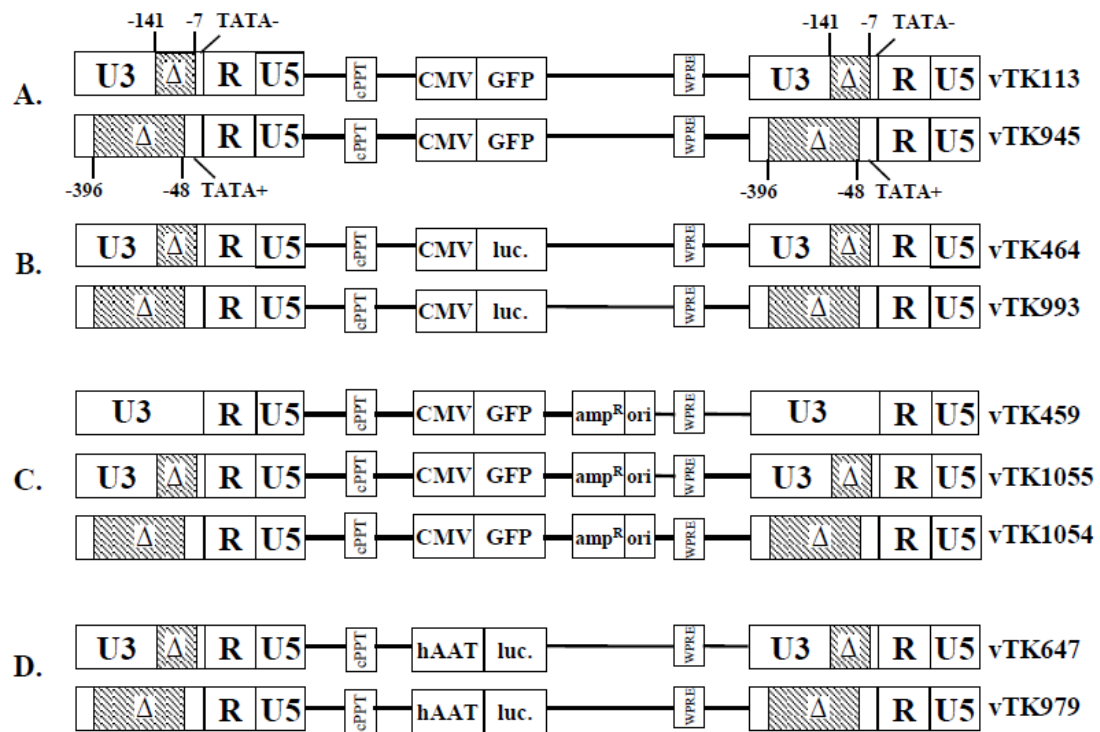 -141 -7 TATA- -141 -7 TATA-
A.
U3 Δ R U5 cPPT CMV GFP WPRE U3 Δ R U5 vTK113
Δ R U5 cPPT CMV GFP WPRE Δ R U5 vTK945
-396 -48 TATA+ -396 -48 TATA+
B.
U3 Δ R U5 cPPT CMV luc. WPRE U3 Δ R U5 vTK464
Δ R U5 cPPT CMV luc. WPRE Δ R U5 vTK993
C.
U3 R U5 cPPT CMV GFP ampᴿ ori WPRE U3 R U5 vTK459
U3 Δ R U5 cPPT CMV GFP ampᴿ ori WPRE U3 Δ R U5 vTK1055
Δ R U5 cPPT CMV GFP ampᴿ ori WPRE Δ R U5 vTK1054
D.
U3 Δ R U5 cPPT hAAT luc. WPRE U3 Δ R U5 vTK647
Δ R U5 cPPT hAAT luc. WPRE Δ R U5 vTK979